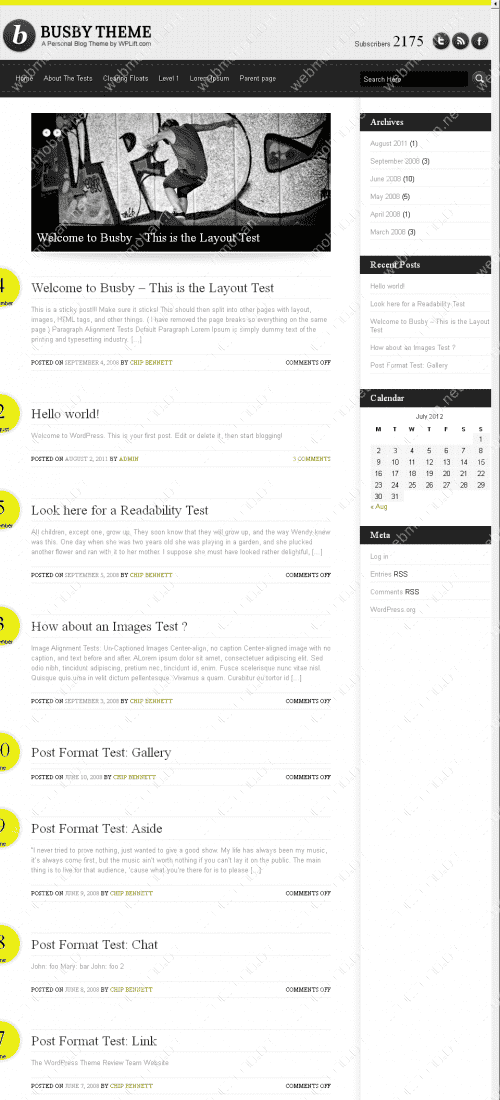 BUSBY THEME
A Personal Blog Theme by WPLift.com
Subscribers 2175
Home About The Tests Clearing Floats Level 1 Lorem Ipsum Parent page
Search Here
Welcome to Busby – This is the Layout Test
Welcome to Busby – This is the Layout Test
This is a sticky post!!! Make sure it sticks! This should then split into other pages with layout,
images, HTML tags, and other things. ( I have removed the page breaks so everything on the same
page ) Paragraph Alignment Tests Default Paragraph Lorem Ipsum is simply dummy text of the
printing and typesetting industry. [...]
POSTED ON SEPTEMBER 4, 2008 BY CHIP BENNETT
COMMENTS OFF
2
Hello world!
Welcome to WordPress. This is your first post. Edit or delete it, then start blogging!
POSTED ON AUGUST 2, 2011 BY ADMIN
3 COMMENTS
5
Look here for a Readability Test
All children, except one, grow up. They soon know that they will grow up, and the way Wendy knew
was this. One day when she was two years old she was playing in a garden, and she plucked
another flower and ran with it to her mother. I suppose she must have looked rather delightful, [...]
POSTED ON SEPTEMBER 5, 2008 BY CHIP BENNETT
COMMENTS OFF
3
How about an Images Test ?
Image Alignment Tests: Un-Captioned Images Center-align, no caption Center-aligned image with no
caption, and text before and after. ALorem ipsum dolor sit amet, consectetuer adipiscing elit. Sed
odio nibh, tincidunt adipiscing, pretium nec, tincidunt id, enim. Fusce scelerisque nunc vitae nisl.
Quisque quis urna in velit dictum pellentesque. Vivamus a quam. Curabitur eu tortor id [...]
POSTED ON SEPTEMBER 3, 2008 BY CHIP BENNETT
COMMENTS OFF
Post Format Test: Gallery
POSTED ON JUNE 10, 2008 BY CHIP BENNETT
COMMENTS OFF
9
Post Format Test: Aside
"I never tried to prove nothing, just wanted to give a good show. My life has always been my music,
it's always come first, but the music ain't worth nothing if you can't lay it on the public. The main
thing is to live for that audience, 'cause what you're there for is to please [...]
POSTED ON JUNE 9, 2008 BY CHIP BENNETT
COMMENTS OFF
8
Post Format Test: Chat
John: foo Mary: bar John: foo 2
POSTED ON JUNE 8, 2008 BY CHIP BENNETT
COMMENTS OFF
7
Post Format Test: Link
The WordPress Theme Review Team Website
POSTED ON JUNE 7, 2008 BY CHIP BENNETT
COMMENTS OFF
Archives
August 2011 (1)
September 2008 (3)
June 2008 (10)
May 2008 (5)
April 2008 (1)
March 2008 (3)
Recent Posts
Hello world!
Look here for a Readability Test
Welcome to Busby – This is the Layout
Test
How about an Images Test ?
Post Format Test: Gallery
Calendar
July 2012
M T W T F S S
1
2 3 4 5 6 7 8
9 10 11 12 13 14 15
16 17 18 19 20 21 22
23 24 25 26 27 28 29
30 31
« Aug
Meta
Log in
Entries RSS
Comments RSS
WordPress.org